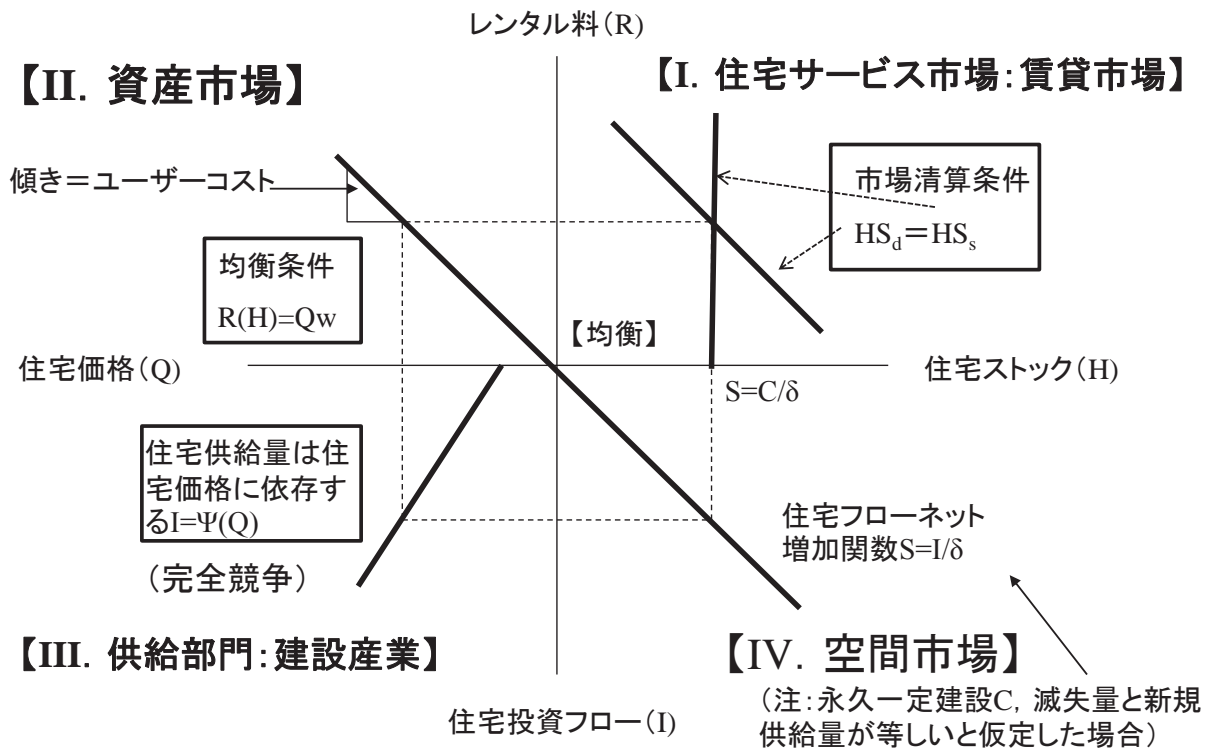 レンタル料(R)
【II. 資産市場】
【I. 住宅サービス市場:賃貸市場】
傾き=ユーザーコスト
市場清算条件
HSd=HSs
均衡条件
R(H)=Qw
【均衡】
住宅価格(Q)
住宅ストック(H)
S=C/δ
住宅供給量は住
宅価格に依存す
るI=Ψ(Q)
(完全競争)
住宅フローネット
増加関数S=I/δ
【III. 供給部門:建設産業】
【IV. 空間市場】
住宅投資フロー(I)
(注:永久一定建設C, 滅失量と新規
供給量が等しいと仮定した場合)